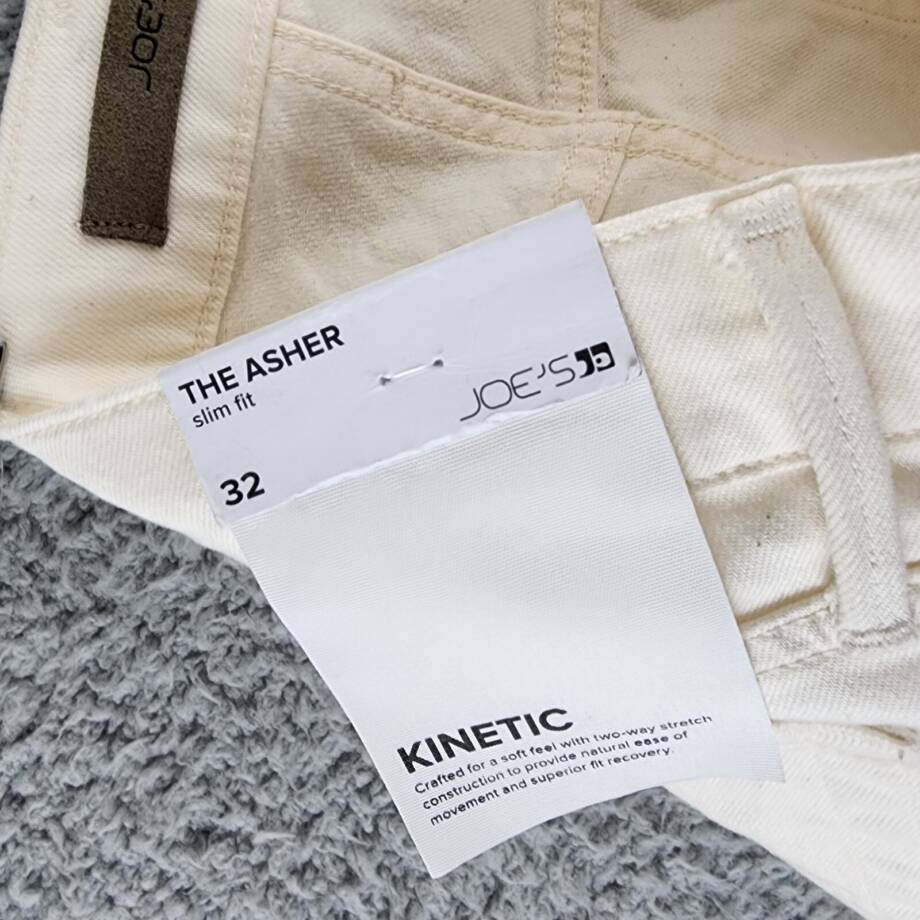 JOE'S
THE ASHER
slim fit
JOE'S
32
KINETIC
Crafted for a soft feel with two-way stretch
construction to provide natural ease of
movement and superior fit recovery.